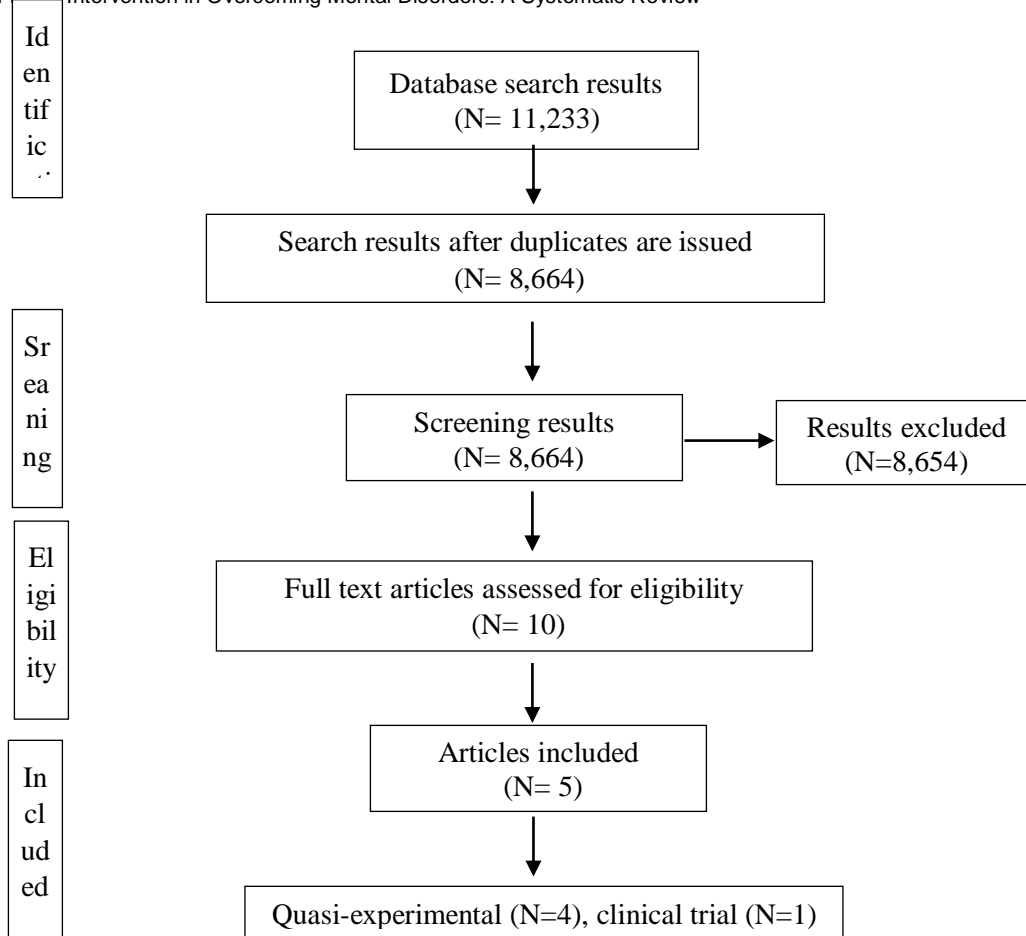 Intervention in Overcoming Mental Disorders: A Systematic Review
Id
en
tif
ic
Database search results
(N= 11,233)
Search results after duplicates are issued
(N= 8,664)
Sr
ea
ni
ng
Screening results
(N= 8,664)
Results excluded
(N=8,654)
El
igi
bil
ity
Full text articles assessed for eligibility
(N= 10)
In
cl
ud
ed
Articles included
(N= 5)
Quasi-experimental (N=4), clinical trial (N=1)